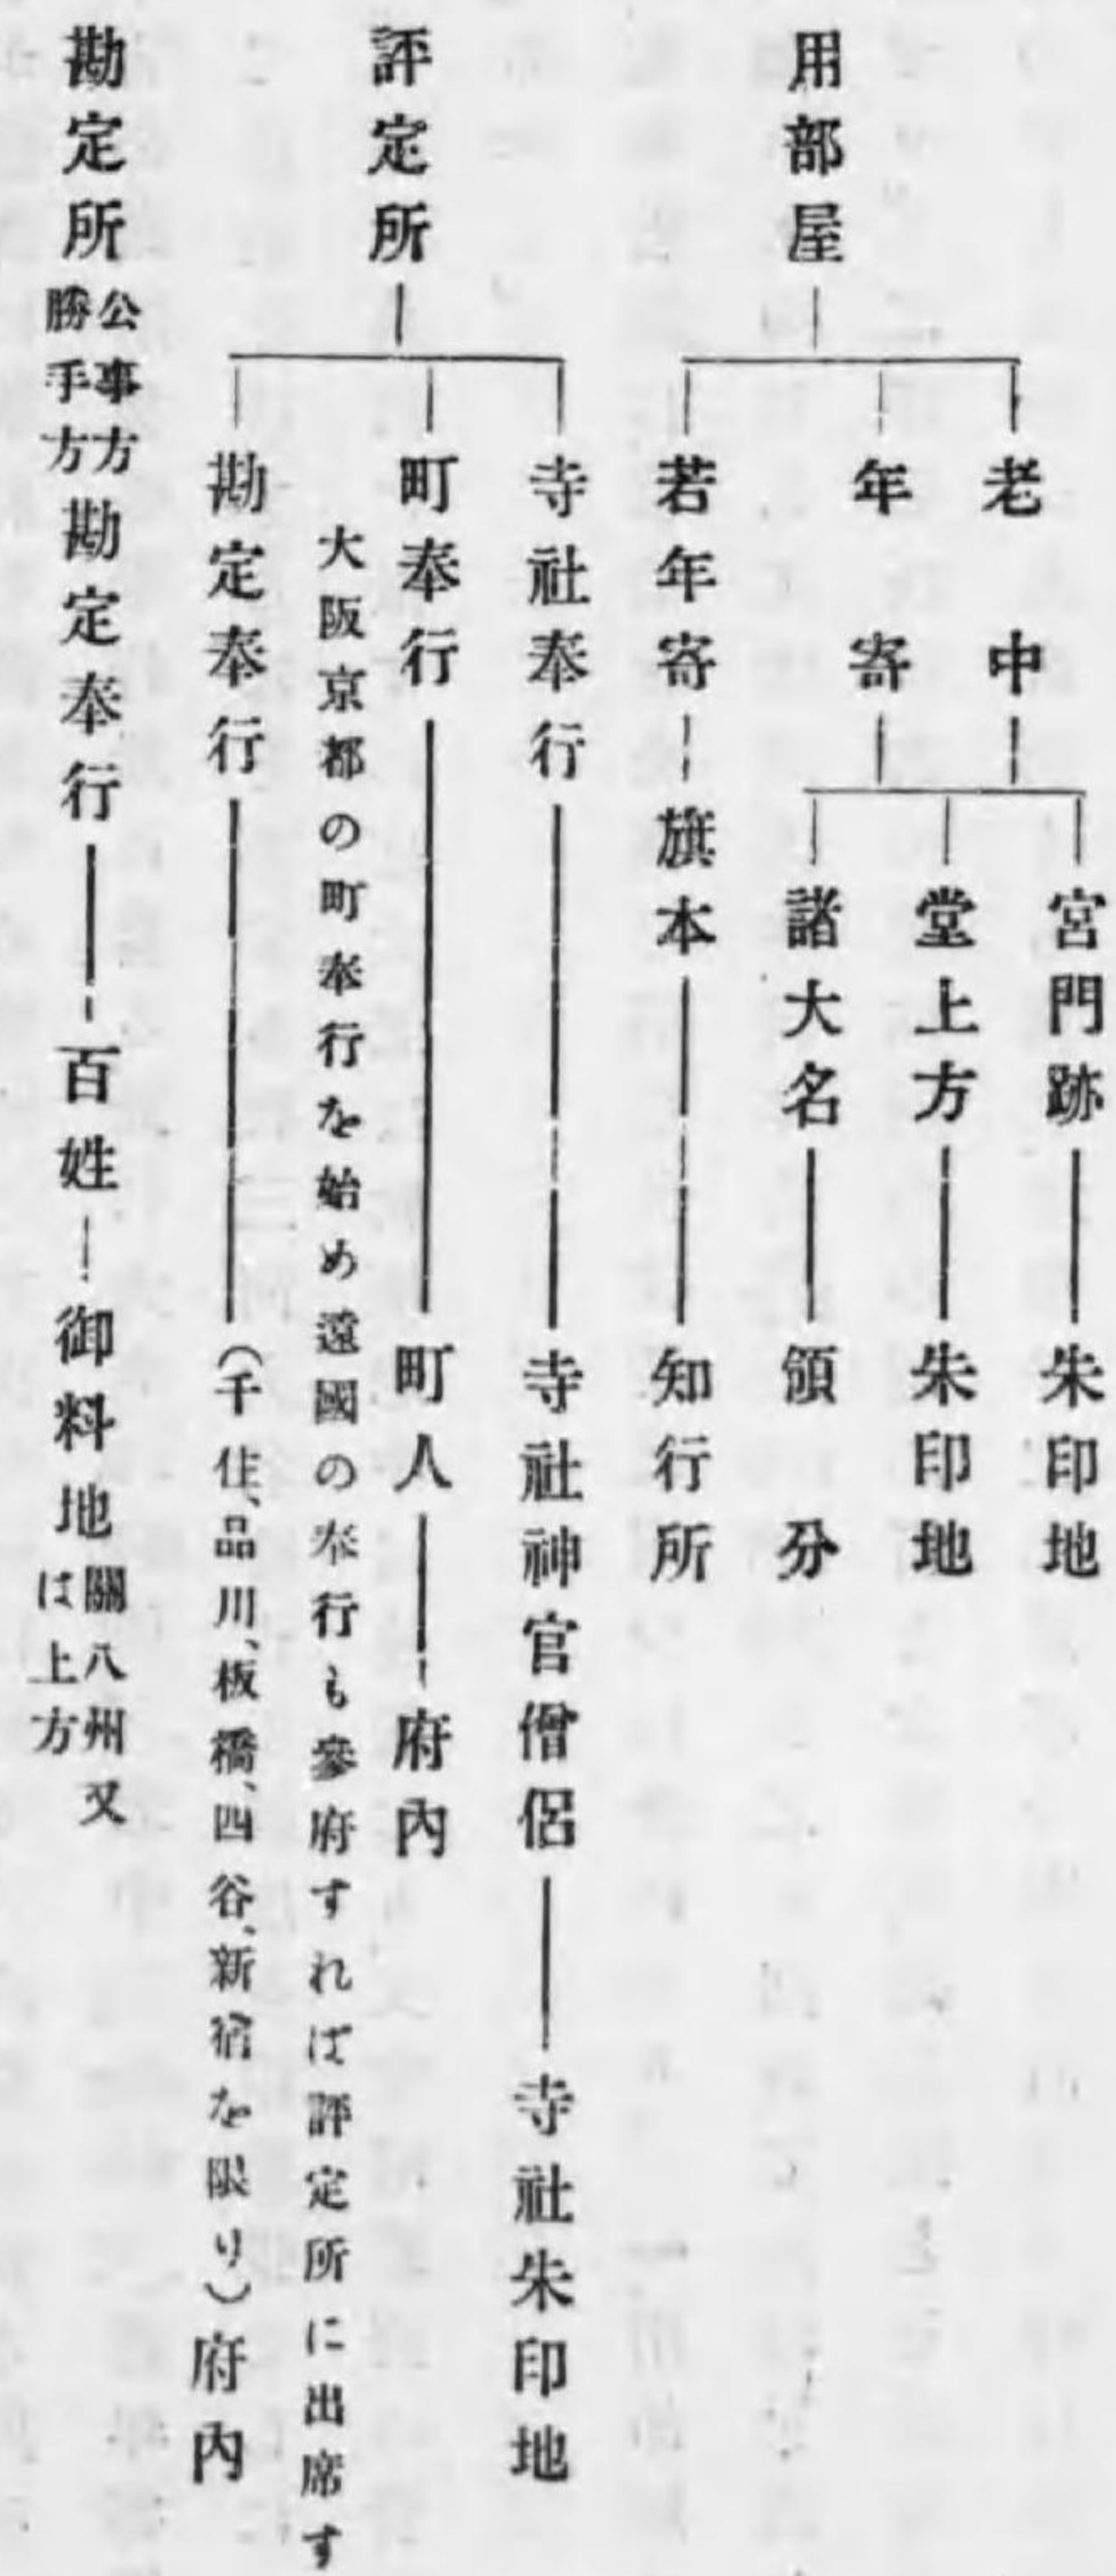 用部屋
老中
年寄
宮門跡 朱印地
堂上方 朱印地
諸大名 領分
若年寄 旗本 知行所
評定所
寺社奉行 寺社神官僧侶 寺社朱印地
町奉行 町人 府內
大阪京都の町奉行を始め遠國の奉行も參府すれば評定所に出席す
勘定奉行 (千住、品川、板橋、四谷、新宿を限り)府內
勘定所 公事方 勝手方 勘定奉行 百姓 御料地 關八州又は上方